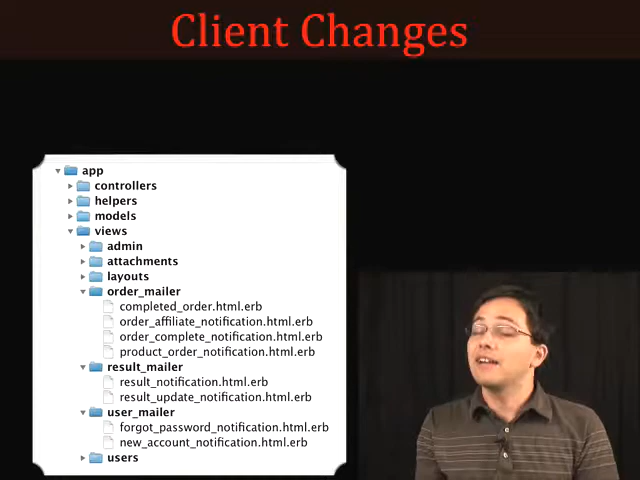 Client Changes
app
controllers
helpers
models
views
admin
attachments
layouts
order_mailer
completed_order.html.erb
order_affiliate_notification.html.erb
order_complete_notification.html.erb
product_order_notification.html.erb
result_mailer
result_notification.html.erb
result_update_notification.html.erb
user_mailer
forgot_password_notification.html.erb
new_account_notification.html.erb
users